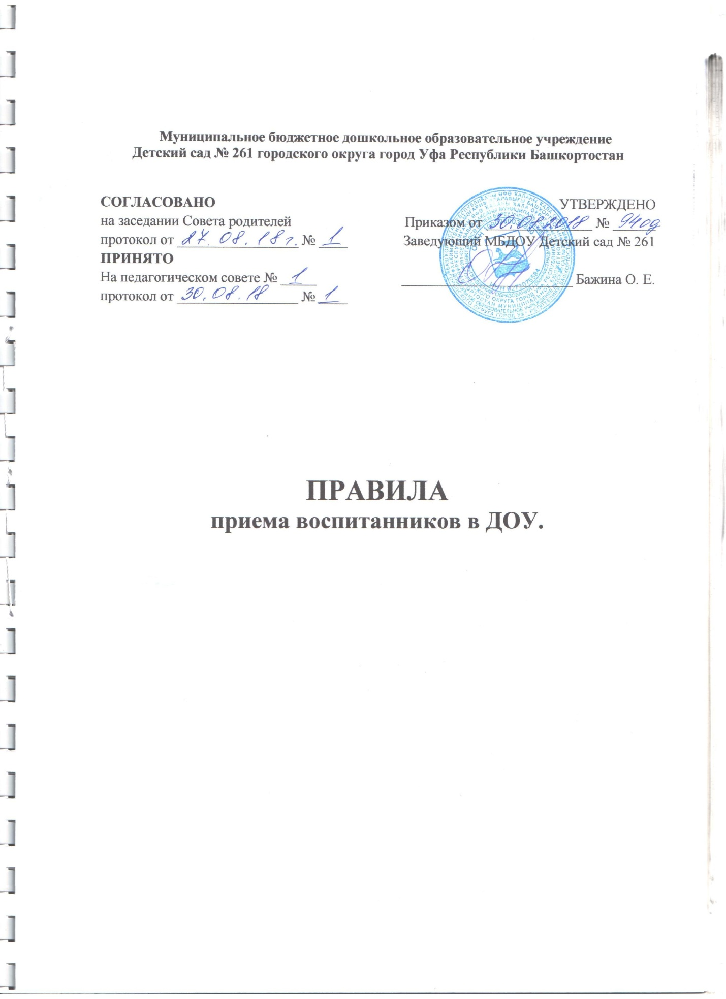 Муниципальное бюджетное дошкольное образовательное учреждение
Детский сад № 261 городского округа город Уфа Республики Башкортостан
СОГЛАСОВАНО
на заседании Совета родителей
протокол от 27.08.18г. № 1
ПРИНЯТО
На педагогическом совете № 1
протокол от 30.08.18 № 1
УТВЕРЖДЕНО
Приказом от 30.08.2018 № 94од
Заведующий МБДОУ Детский сад № 261
Бажина О. Е.
ИНН 0273076584
ПРАВИЛА
приема воспитанников в ДОУ.